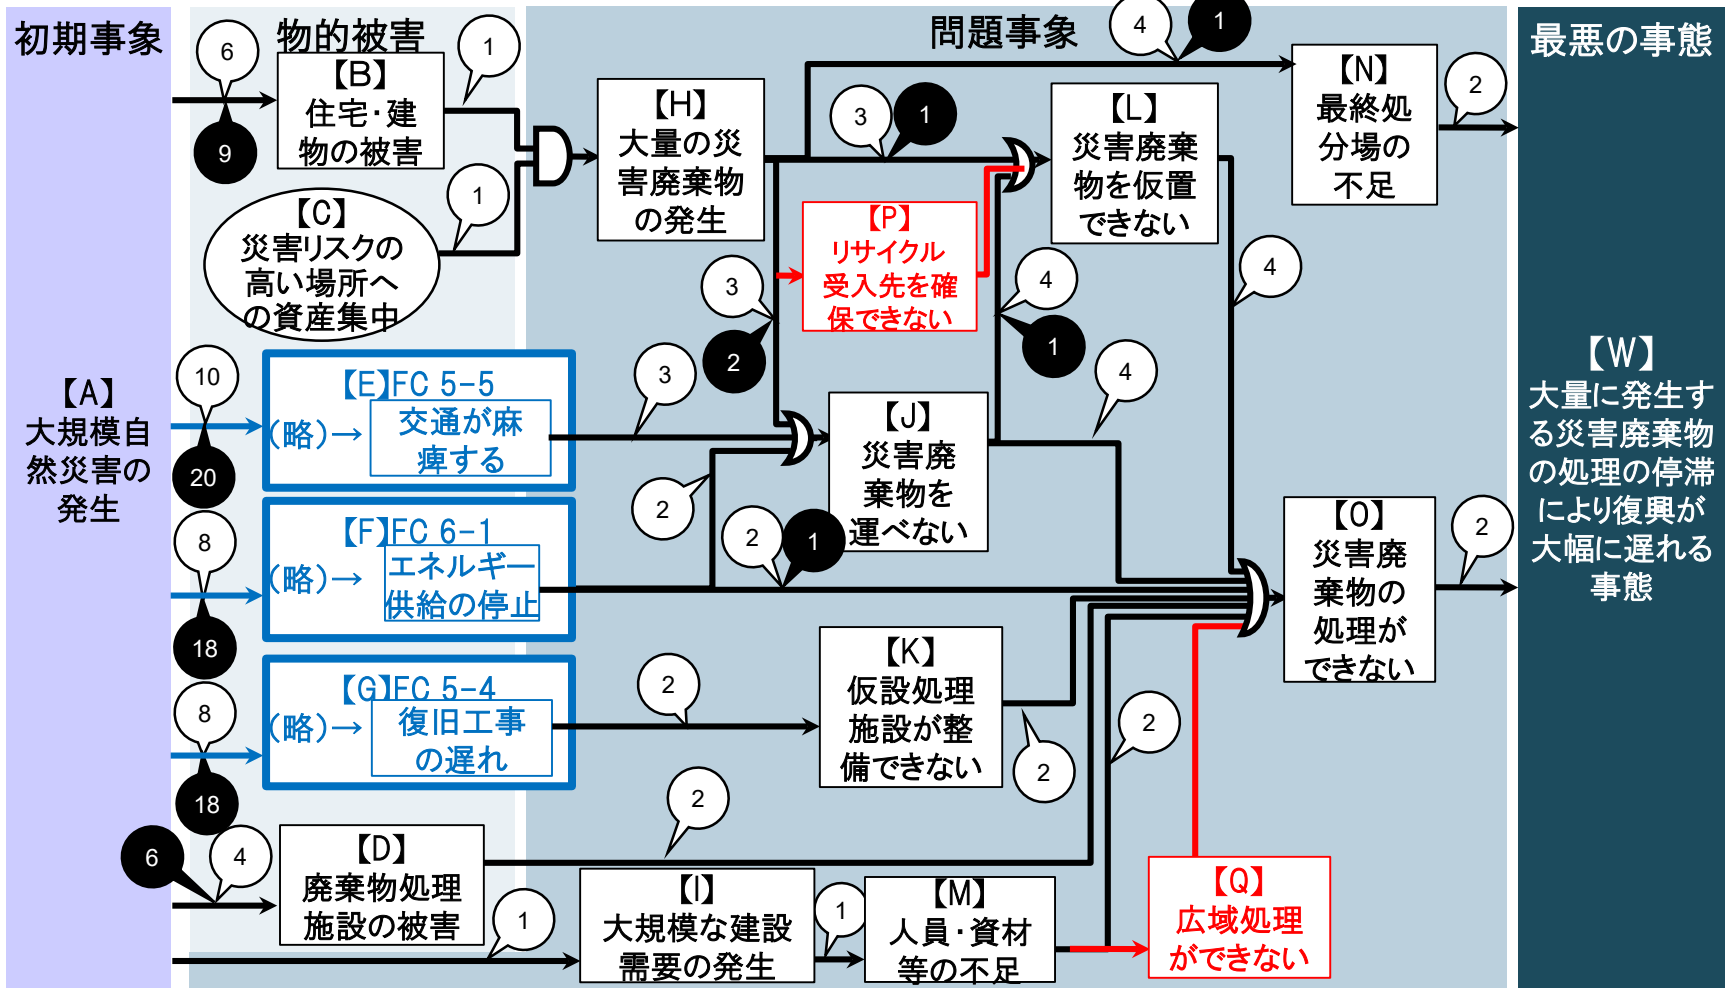 初期事象
物的被害
問題事象
最悪の事態
6
1
4
1
9
【B】
住宅・建
物の被害
【H】
大量の災
害廃棄物
の発生
3
1
【L】
災害廃棄
物を仮置
できない
【N】
最終処
分場の
不足
2
【C】
災害リスクの
高い場所へ
の資産集中
1
【P】
リサイクル
受入先を確
保できない
3
2
4
1
4
【A】
大規模自
然災害の
発生
10
20
【E】FC 5-5
(略)→
交通が麻
痺する
3
【J】
災害廃
棄物を
運べない
4
【W】
大量に発生す
る災害廃棄物
の処理の停滞
により復興が
大幅に遅れる
事態
8
18
【F】FC 6-1
(略)→
エネルギー
供給の停止
2
2
1
【O】
災害廃
棄物の
処理が
できない
2
8
18
【G】FC 5-4
(略)→
復旧工事
の遅れ
2
【K】
仮設処理
施設が整
備できない
2
2
6
4
【D】
廃棄物処理
施設の被害
2
1
【I】
大規模な建設
需要の発生
1
【M】
人員・資材
等の不足
【Q】
広域処理
ができない